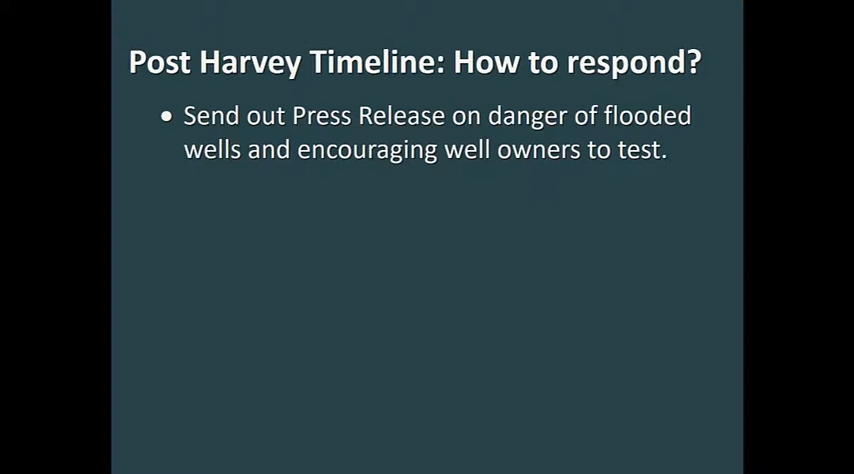 Post Harvey Timeline: How to respond?
• Send out Press Release on danger of flooded
wells and encouraging well owners to test.